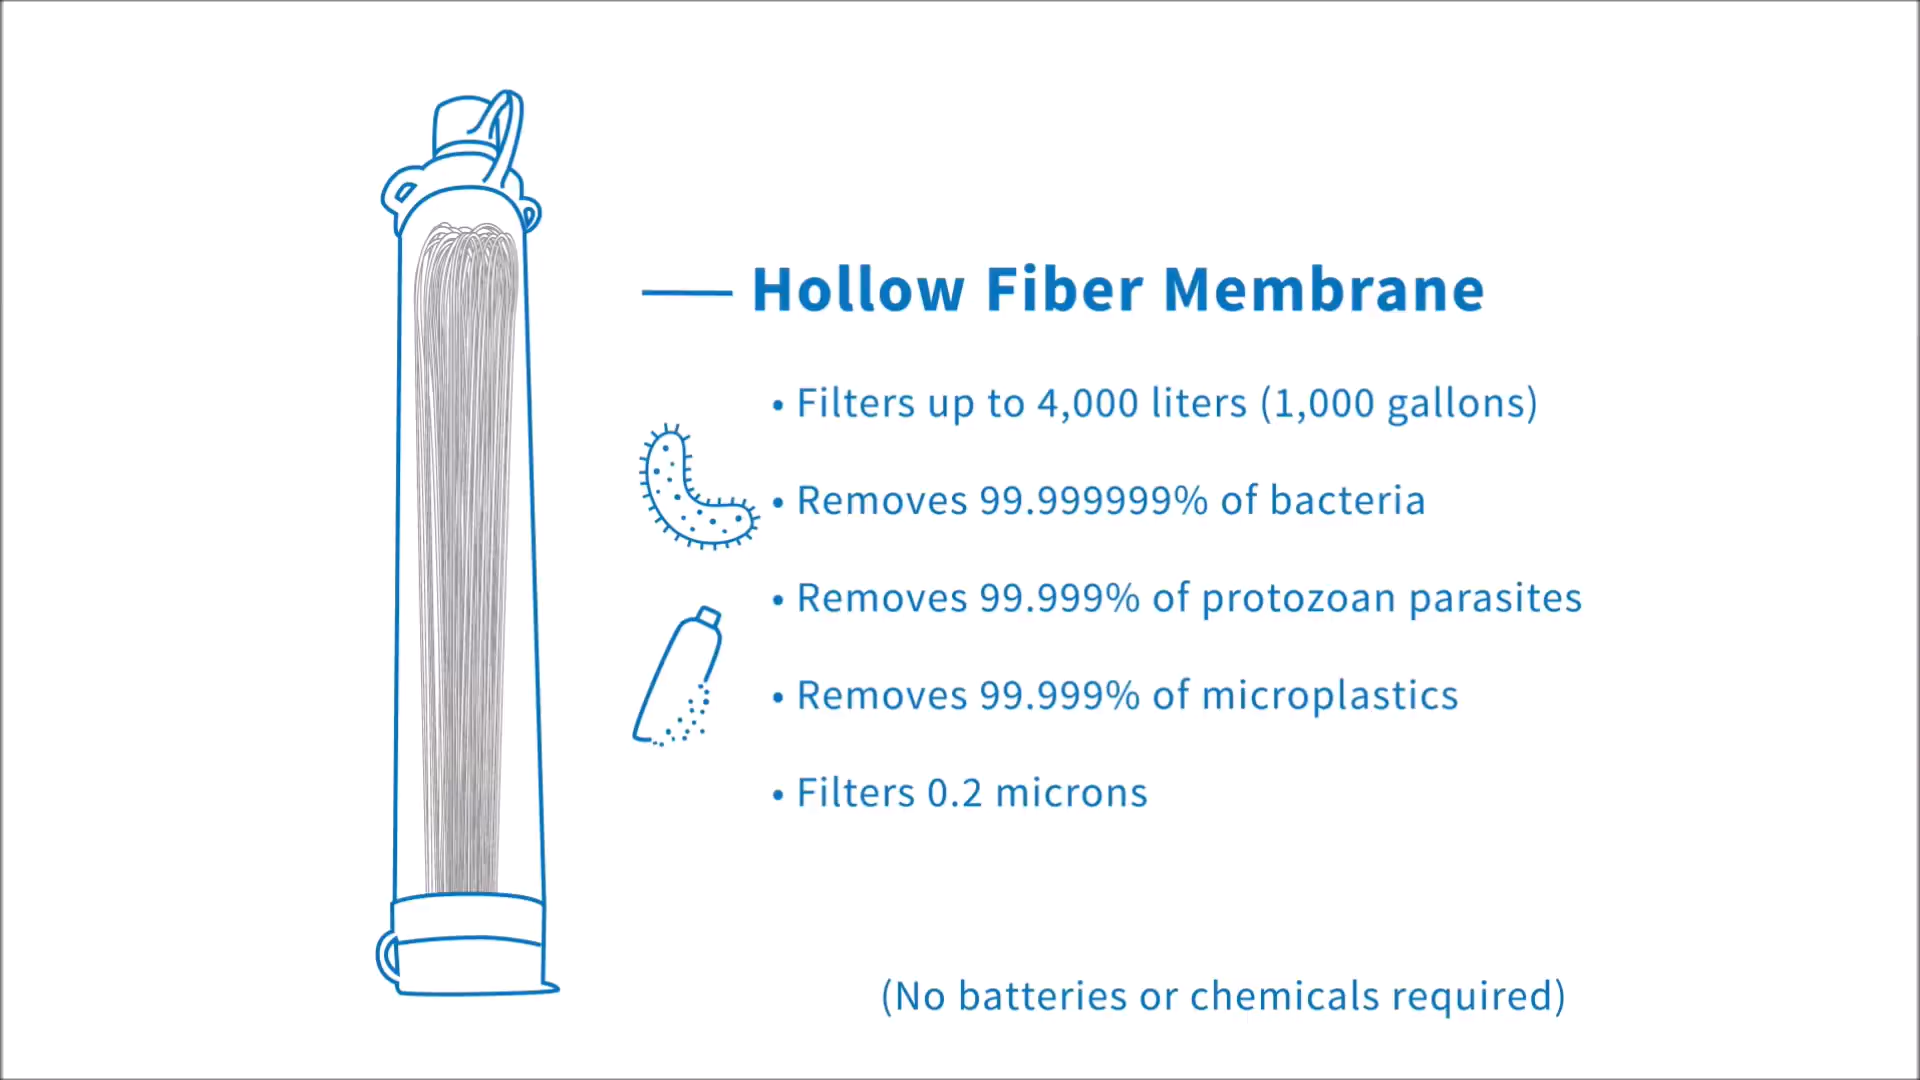 Hollow Fiber Membrane
• Filters up to 4,000 liters (1,000 gallons)
• Removes 99.999999% of bacteria
• Removes 99.999% of protozoan parasites
• Removes 99.999% of microplastics
• Filters 0.2 microns
(No batteries or chemicals required)